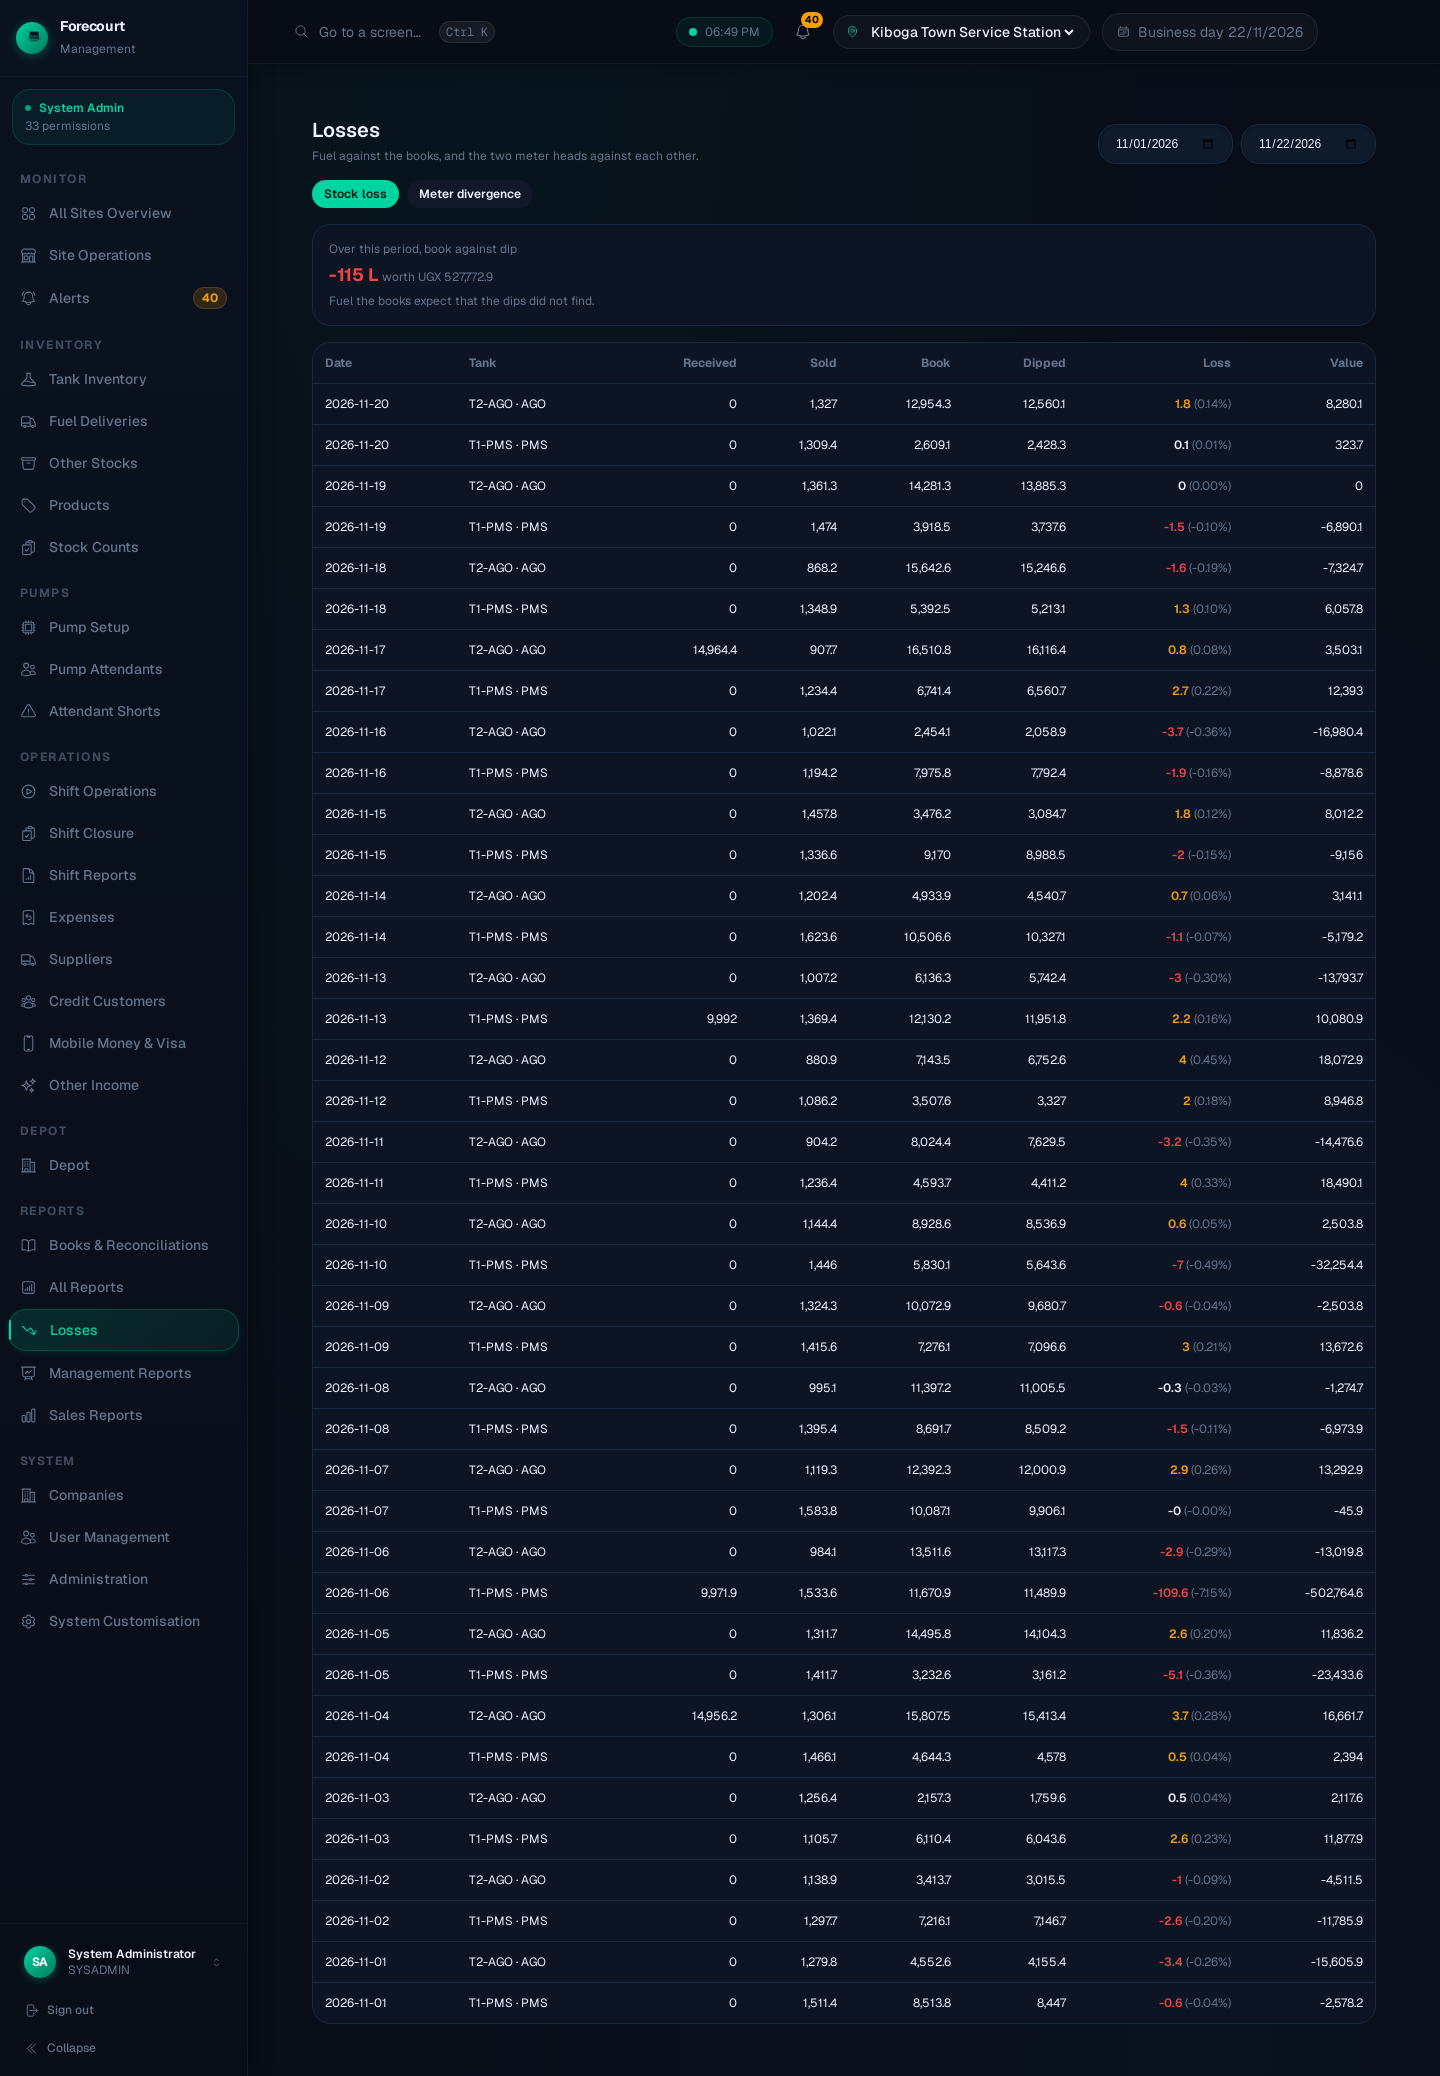 Forecourt
Management
System Admin
33 permissions
MONITOR
All Sites Overview
Site Operations
Alerts 40
INVENTORY
Tank Inventory
Fuel Deliveries
Other Stocks
Products
Stock Counts
PUMPS
Pump Setup
Pump Attendants
Attendant Shorts
OPERATIONS
Shift Operations
Shift Closure
Shift Reports
Expenses
Suppliers
Credit Customers
Mobile Money & Visa
Other Income
DEPOT
Depot
REPORTS
Books & Reconciliations
All Reports
Losses
Management Reports
Sales Reports
SYSTEM
Companies
User Management
Administration
System Customisation
SA System Administrator
SYSADMIN
Sign out
Collapse
Go to a screen... Ctrl K 06:49 PM 40 Kiboga Town Service Station Business day 22/11/2026
Losses
Fuel against the books, and the two meter heads against each other.
11/01/2026 11/22/2026
Stock loss Meter divergence
Over this period, book against dip
-115 L worth UGX 527,772.9
Fuel the books expect that the dips did not find.
Date Tank Received Sold Book Dipped Loss Value
2026-11-20 T2-AGO · AGO 0 1,327 12,954.3 12,560.1 1.8 (0.14%) 8,280.1
2026-11-20 T1-PMS · PMS 0 1,309.4 2,609.1 2,428.3 0.1 (0.01%) 323.7
2026-11-19 T2-AGO · AGO 0 1,361.3 14,281.3 13,885.3 0 (0.00%) 0
2026-11-19 T1-PMS · PMS 0 1,474 3,918.5 3,737.6 -1.5 (-0.10%) -6,890.1
2026-11-18 T2-AGO · AGO 0 868.2 15,642.6 15,246.6 -1.6 (-0.19%) -7,324.7
2026-11-18 T1-PMS · PMS 0 1,348.9 5,392.5 5,213.1 1.3 (0.10%) 6,057.8
2026-11-17 T2-AGO · AGO 14,964.4 907.7 16,510.8 16,116.4 0.8 (0.08%) 3,503.1
2026-11-17 T1-PMS · PMS 0 1,234.4 6,741.4 6,560.7 2.7 (0.22%) 12,393
2026-11-16 T2-AGO · AGO 0 1,022.1 2,454.1 2,058.9 -3.7 (-0.36%) -16,980.4
2026-11-16 T1-PMS · PMS 0 1,194.2 7,975.8 7,792.4 -1.9 (-0.16%) -8,878.6
2026-11-15 T2-AGO · AGO 0 1,457.8 3,476.2 3,084.7 1.8 (0.12%) 8,012.2
2026-11-15 T1-PMS · PMS 0 1,336.6 9,170 8,988.5 -2 (-0.15%) -9,156
2026-11-14 T2-AGO · AGO 0 1,202.4 4,933.9 4,540.7 0.7 (0.06%) 3,141.1
2026-11-14 T1-PMS · PMS 0 1,623.6 10,506.6 10,327.1 -1.1 (-0.07%) -5,179.2
2026-11-13 T2-AGO · AGO 0 1,007.2 6,136.3 5,742.4 -3 (-0.30%) -13,793.7
2026-11-13 T1-PMS · PMS 9,992 1,369.4 12,130.2 11,951.8 2.2 (0.16%) 10,080.9
2026-11-12 T2-AGO · AGO 0 880.9 7,143.5 6,752.6 4 (0.45%) 18,072.9
2026-11-12 T1-PMS · PMS 0 1,086.2 3,507.6 3,327 2 (0.18%) 8,946.8
2026-11-11 T2-AGO · AGO 0 904.2 8,024.4 7,629.5 -3.2 (-0.35%) -14,476.6
2026-11-11 T1-PMS · PMS 0 1,236.4 4,593.7 4,411.2 4 (0.33%) 18,490.1
2026-11-10 T2-AGO · AGO 0 1,144.4 8,928.6 8,536.9 0.6 (0.05%) 2,503.8
2026-11-10 T1-PMS · PMS 0 1,446 5,830.1 5,643.6 -7 (-0.49%) -32,254.4
2026-11-09 T2-AGO · AGO 0 1,324.3 10,072.9 9,680.7 -0.6 (-0.04%) -2,503.8
2026-11-09 T1-PMS · PMS 0 1,415.6 7,276.1 7,096.6 3 (0.21%) 13,672.6
2026-11-08 T2-AGO · AGO 0 995.1 11,397.2 11,005.5 -0.3 (-0.03%) -1,274.7
2026-11-08 T1-PMS · PMS 0 1,395.4 8,691.7 8,509.2 -1.5 (-0.11%) -6,973.9
2026-11-07 T2-AGO · AGO 0 1,119.3 12,392.3 12,000.9 2.9 (0.26%) 13,292.9
2026-11-07 T1-PMS · PMS 0 1,583.8 10,087.1 9,906.1 -0 (-0.00%) -45.9
2026-11-06 T2-AGO · AGO 0 984.1 13,511.6 13,117.3 -2.9 (-0.29%) -13,019.8
2026-11-06 T1-PMS · PMS 9,971.9 1,533.6 11,670.9 11,489.9 -109.6 (-7.15%) -502,764.6
2026-11-05 T2-AGO · AGO 0 1,311.7 14,495.8 14,104.3 2.6 (0.20%) 11,836.2
2026-11-05 T1-PMS · PMS 0 1,411.7 3,232.6 3,161.2 -5.1 (-0.36%) -23,433.6
2026-11-04 T2-AGO · AGO 14,956.2 1,306.1 15,807.5 15,413.4 3.7 (0.28%) 16,661.7
2026-11-04 T1-PMS · PMS 0 1,466.1 4,644.3 4,578 0.5 (0.04%) 2,394
2026-11-03 T2-AGO · AGO 0 1,256.4 2,157.3 1,759.6 0.5 (0.04%) 2,117.6
2026-11-03 T1-PMS · PMS 0 1,105.7 6,110.4 6,043.6 2.6 (0.23%) 11,877.9
2026-11-02 T2-AGO · AGO 0 1,138.9 3,413.7 3,015.5 -1 (-0.09%) -4,511.5
2026-11-02 T1-PMS · PMS 0 1,297.7 7,216.1 7,146.7 -2.6 (-0.20%) -11,785.9
2026-11-01 T2-AGO · AGO 0 1,279.8 4,552.6 4,155.4 -3.4 (-0.26%) -15,605.9
2026-11-01 T1-PMS · PMS 0 1,511.4 8,513.8 8,447 -0.6 (-0.04%) -2,578.2